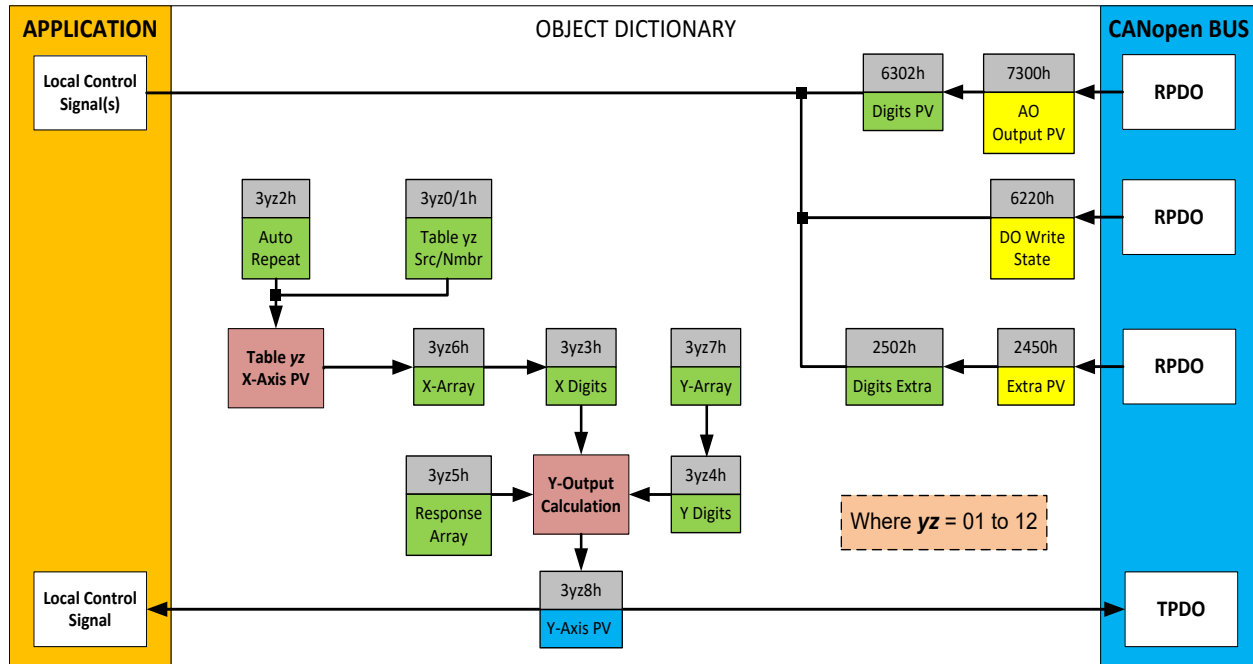 APPLICATION
OBJECT DICTIONARY
CANopen BUS
Local Control
Signal(s)
6302h
Digits PV
7300h
AO
Output PV
RPDO
3yz2h
Auto
Repeat
3yz0/1h
Table yz
Src/Nmbr
6220h
DO Write
State
RPDO
Table yz
X-Axis PV
3yz6h
X-Array
3yz3h
X Digits
3yz7h
Y-Array
2502h
Digits Extra
2450h
Extra PV
RPDO
3yz5h
Response
Array
Y-Output
Calculation
3yz4h
Y Digits
Where yz = 01 to 12
Local Control
Signal
3yz8h
Y-Axis PV
TPDO